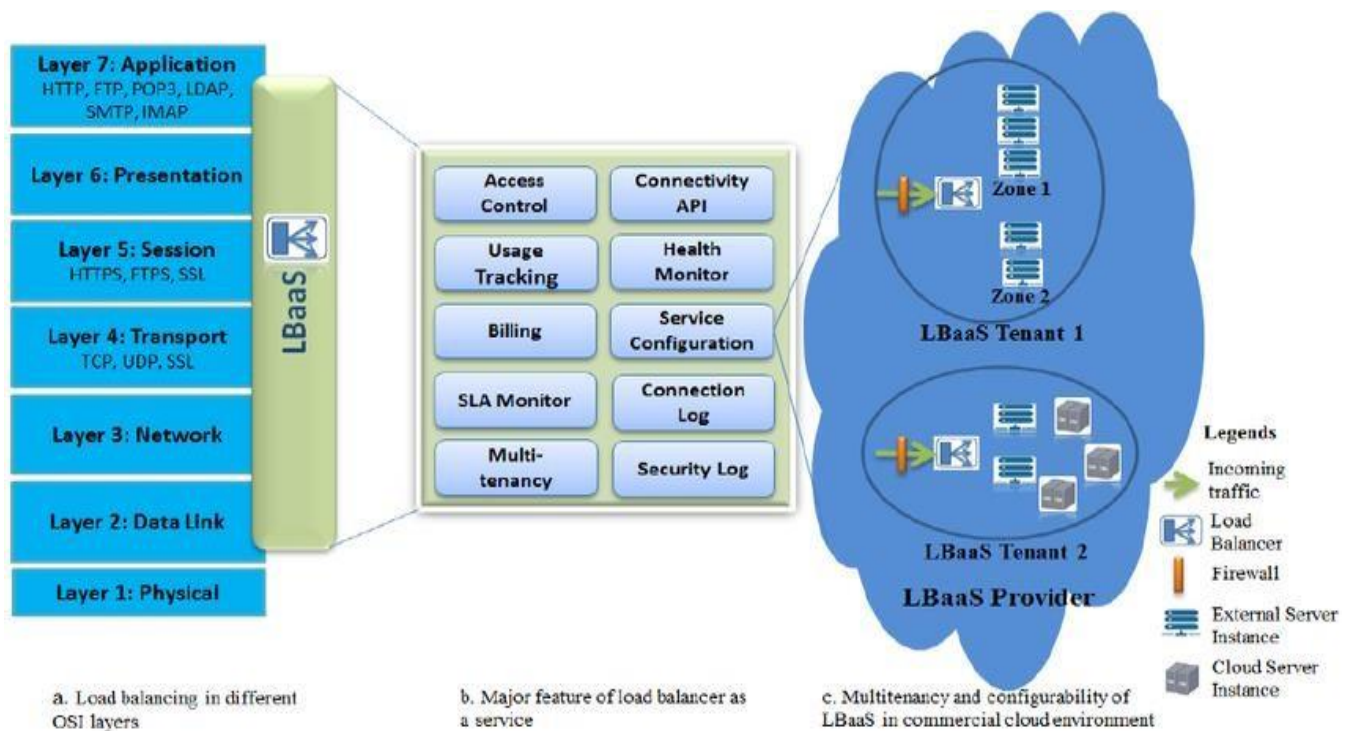 Layer 7: Application
HTTP, FTP, POP3, LDAP,
SMTP, IMAP
Layer 6: Presentation
Layer 5: Session
HTTPS, FTPS, SSL
Layer 4: Transport
TCP, UDP, SSL
Layer 3: Network
Layer 2: Data Link
Layer 1: Physical
LBaaS
Access
Control
Connectivity
API
Usage
Tracking
Health
Monitor
Billing
Service
Configuration
SLA Monitor
Connection
Log
Multi-
tenancy
Security Log
Zone 1
Zone 2
LBaaS Tenant 1
LBaaS Tenant 2
LBaaS Provider
Legends
Incoming
traffic
Load
Balancer
Firewall
External Server
Instance
Cloud Server
Instance
a. Load balancing in different
OSI layers
b. Major feature of load balancer as
a service
c. Multitenancy and configurability of
LBaaS in commercial cloud environment